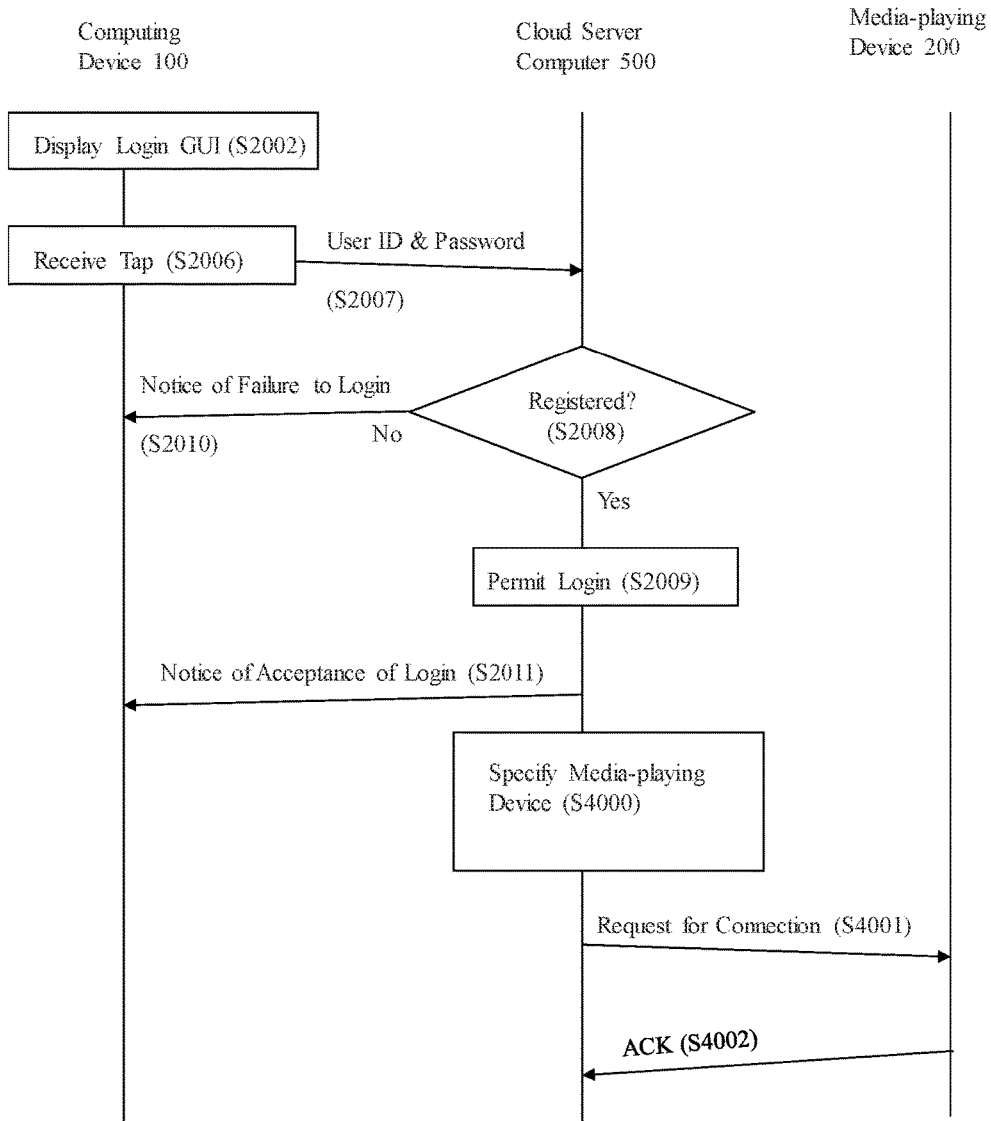 Computing
Device 100
Cloud Server
Computer 500
Media-playing
Device 200
Display Login GUI (S2002)
Receive Tap (S2006)
User ID & Password
(S2007)
Notice of Failure to Login
(S2010)
No
Registered?
(S2008)
Yes
Permit Login (S2009)
Notice of Acceptance of Login (S2011)
Specify Media-playing
Device (S4000)
Request for Connection (S4001)
ACK (S4002)